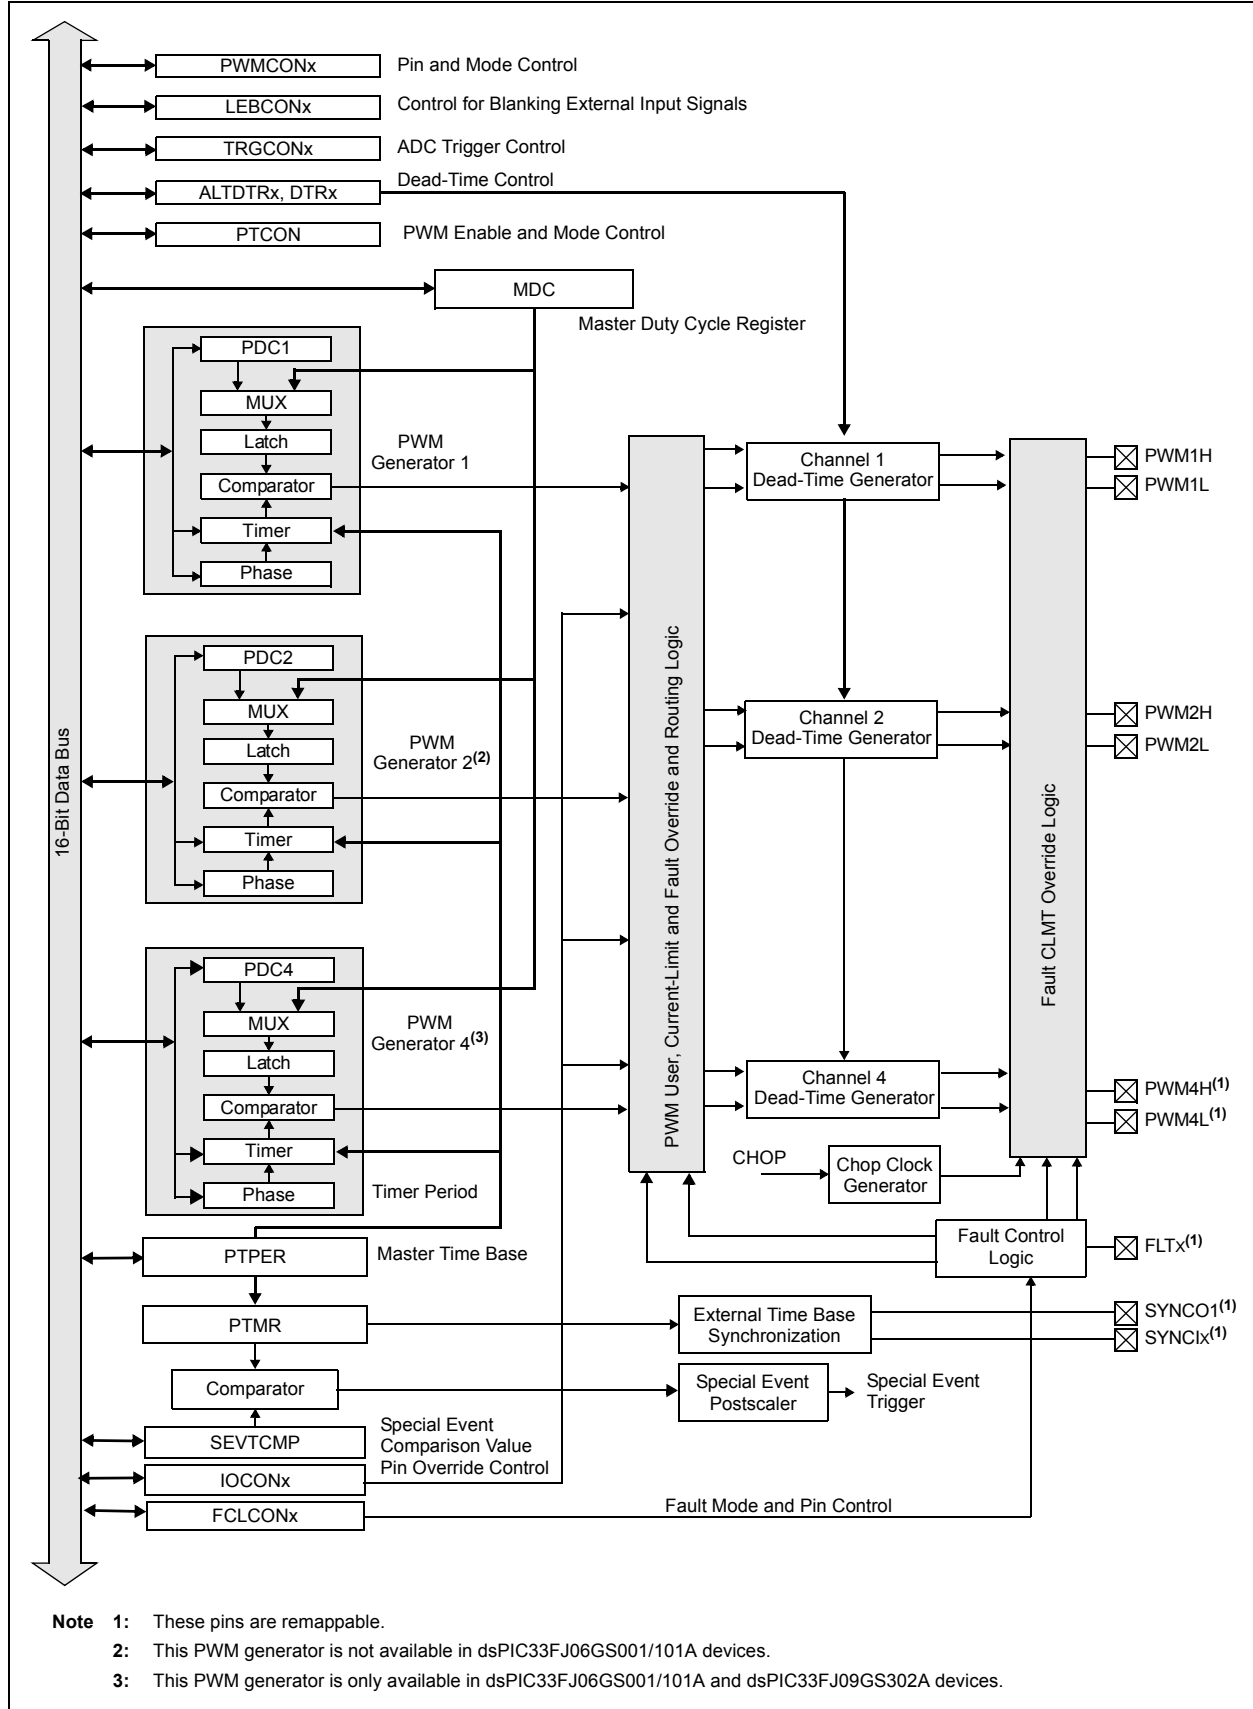 PWMCONx
Pin and Mode Control
LEBCONx
Control for Blanking External Input Signals
TRGCONx
ADC Trigger Control
ALTDTRx, DTRx
Dead-Time Control
PTCON
PWM Enable and Mode Control
MDC
Master Duty Cycle Register
16-Bit Data Bus
PDC1
MUX
Latch
Comparator
Timer
Phase
PWM
Generator 1
PDC2
MUX
Latch
Comparator
Timer
Phase
PWM
Generator 2(2)
PDC4
MUX
Latch
Comparator
Timer
Phase
PWM
Generator 4(3)
Timer Period
PWM User, Current-Limit and Fault Override and Routing Logic
Channel 1
Dead-Time Generator
Channel 2
Dead-Time Generator
Channel 4
Dead-Time Generator
Fault CLMT Override Logic
PWM1H
PWM1L
PWM2H
PWM2L
PWM4H(1)
PWM4L(1)
CHOP
Chop Clock
Generator
Fault Control
Logic
FLTx(1)
PTPER
Master Time Base
PTMR
External Time Base
Synchronization
SYNCO1(1)
SYNCIx(1)
Comparator
Special Event
Postscaler
Special Event
Trigger
SEVTCMP
Special Event
Comparison Value
IOCONx
Pin Override Control
FCLCONx
Fault Mode and Pin Control
Note 1: These pins are remappable.
2: This PWM generator is not available in dsPIC33FJ06GS001/101A devices.
3: This PWM generator is only available in dsPIC33FJ06GS001/101A and dsPIC33FJ09GS302A devices.